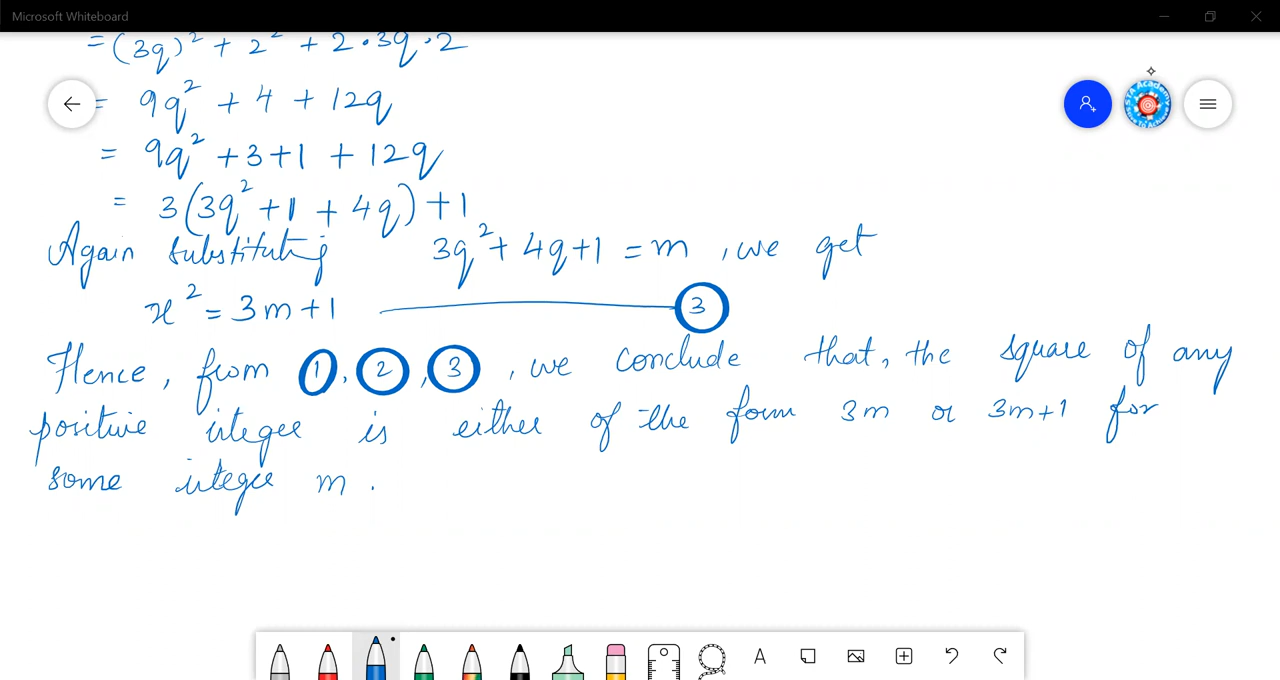 Microsoft Whiteboard
= (3q)² + 2² + 2·3q·2
= 9q² + 4 + 12q
= 9q² + 3+1 + 12q
= 3(3q² + 1 + 4q) + 1
Again substituting 3q² + 4q + 1 = m , we get
x² = 3m + 1 ——— ③
Hence, from ①, ②, ③, we conclude that, the square of any
positive integer is either of the form 3m or 3m+1 for
some integer m.
A